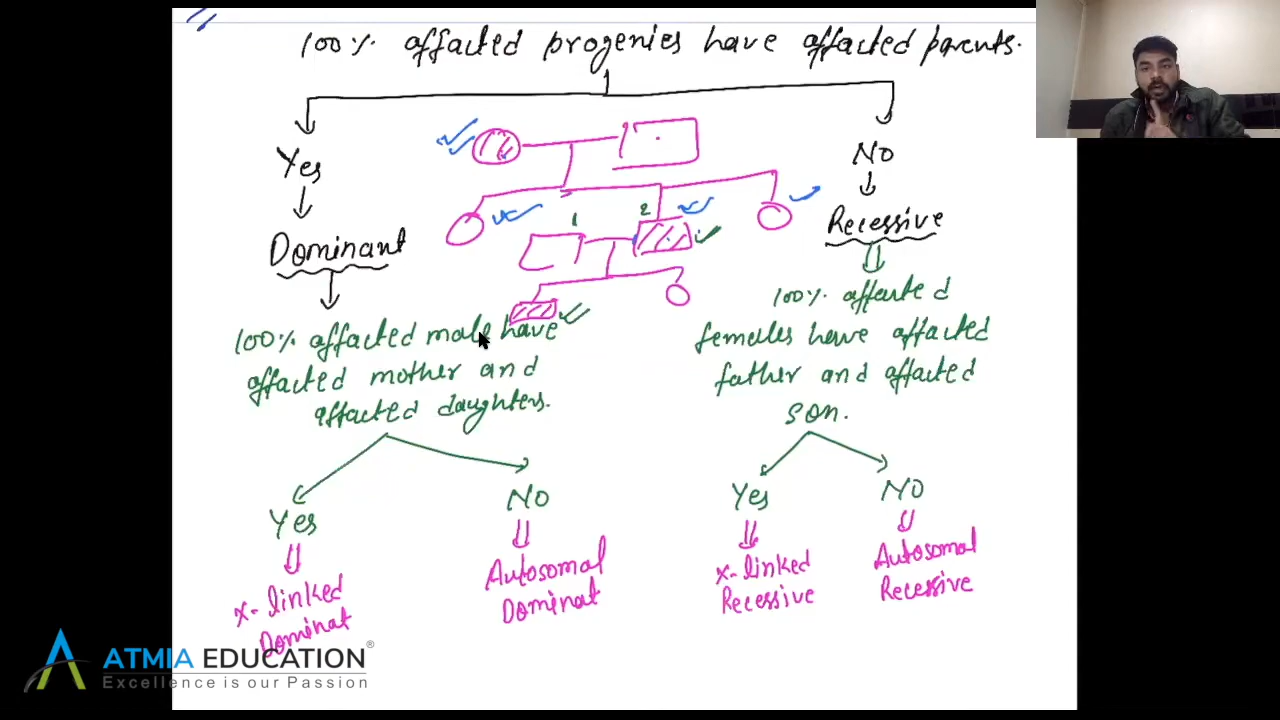 100% affected progenies have affected parents.
Yes
No
Dominant
Recessive
1
2
100% affected male have
affected mother and
affected daughters.
100% affected
females have affected
father and affected
son.
Yes
No
Yes
No
X-linked
Dominat
Autosomal
Dominat
X-linked
Recessive
Autosomal
Recessive
ATMIA EDUCATION®
Excellence is our Passion